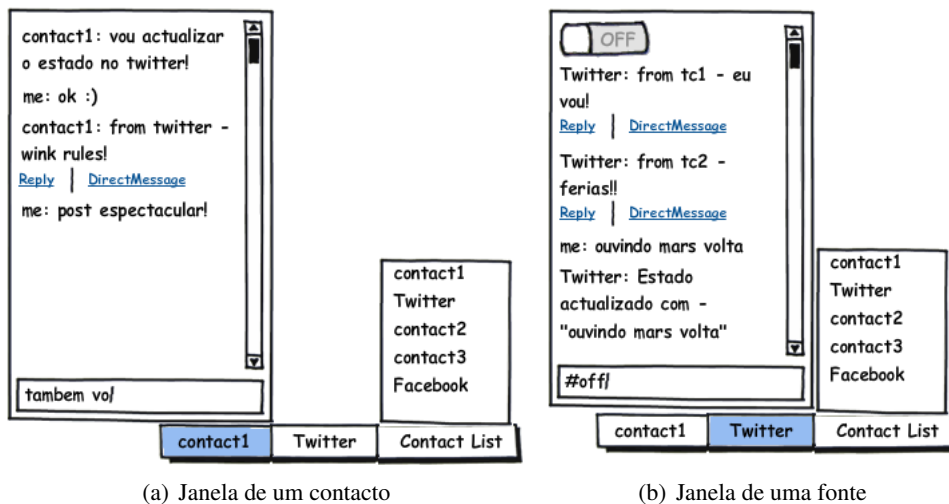 contact1: vou actualizar
o estado no twitter!
me: ok :)
contact1: from twitter -
wink rules!
Reply | DirectMessage
me: post espectacular!
tambem vo/
contact1
Twitter
contact2
contact3
Facebook
contact1 Twitter Contact List
(a) Janela de um contacto
OFF
Twitter: from tc1 - eu
vou!
Reply | DirectMessage
Twitter: from tc2 -
ferias!!
Reply | DirectMessage
me: ouvindo mars volta
Twitter: Estado
actualizado com -
"ouvindo mars volta"
#off/
contact1
Twitter
contact2
contact3
Facebook
contact1 Twitter Contact List
(b) Janela de uma fonte